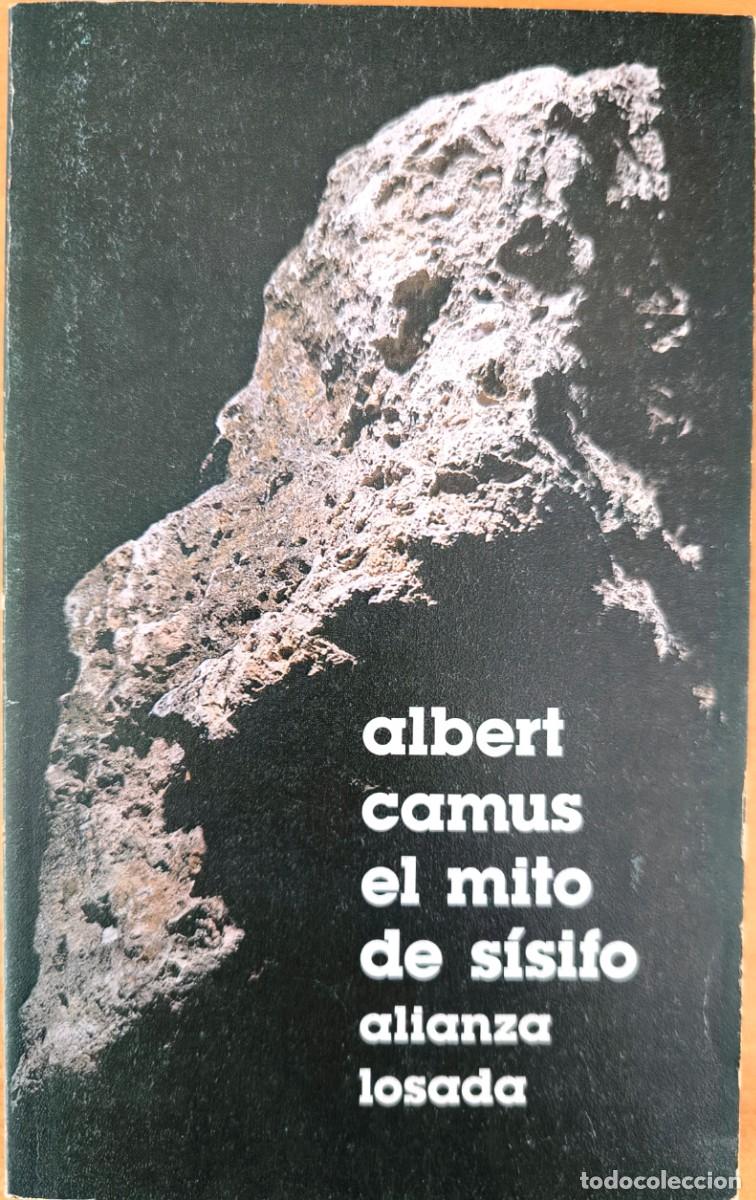 albert
camus
el mito
de sísifo
alianza
losada
todocoleccion